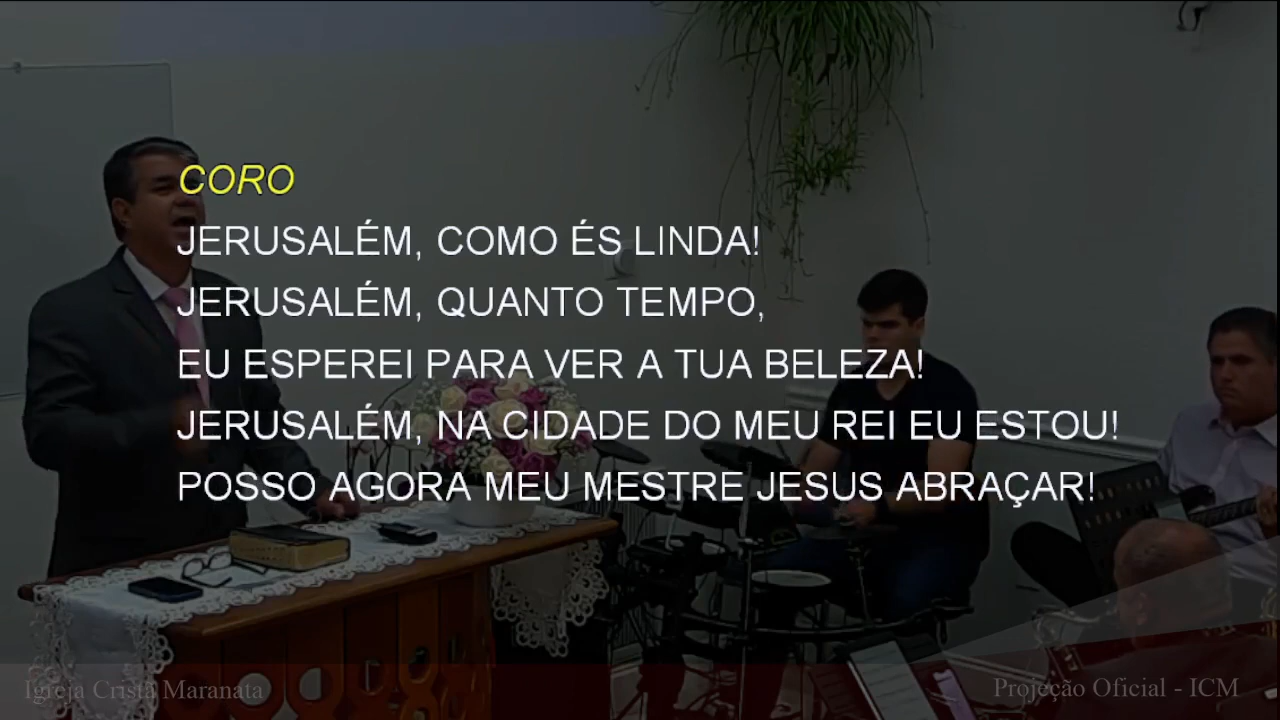 CORO
JERUSALÉM, COMO ÉS LINDA!
JERUSALÉM, QUANTO TEMPO,
EU ESPEREI PARA VER A TUA BELEZA!
JERUSALÉM, NA CIDADE DO MEU REI EU ESTOU!
POSSO AGORA MEU MESTRE JESUS ABRAÇAR!
Igreja Cristã Maranata
Projeção Oficial - ICM